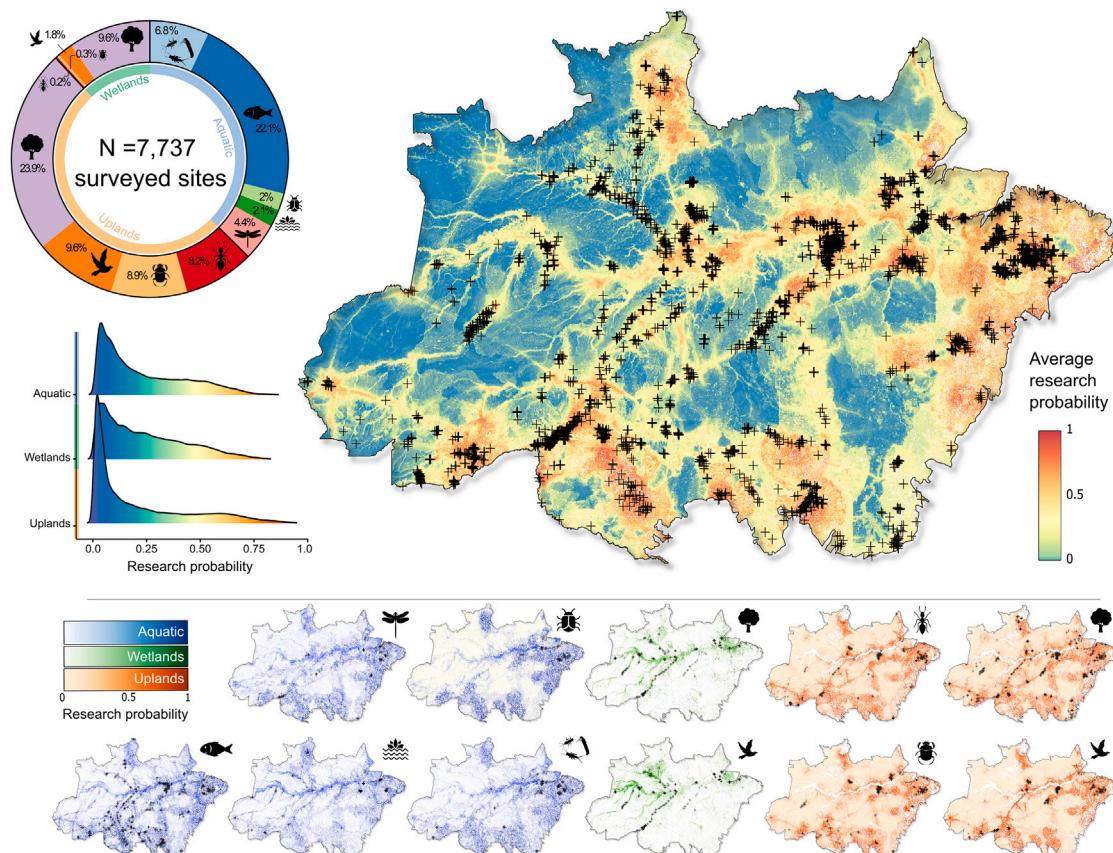 1.8%
9.6%
6.8%
0.3%
0.2%
Wetlands
Aquatic
22.1%
N =7,737
surveyed sites
23.9%
2%
2.1%
4.4%
Uplands
9.6%
8.9%
8.2%
Aquatic
Wetlands
Uplands
0.0
0.25
0.50
0.75
1.0
Research probability
Average
research
probability
1
0.5
0
Aquatic
Wetlands
Uplands
0
0.5
1
Research probability